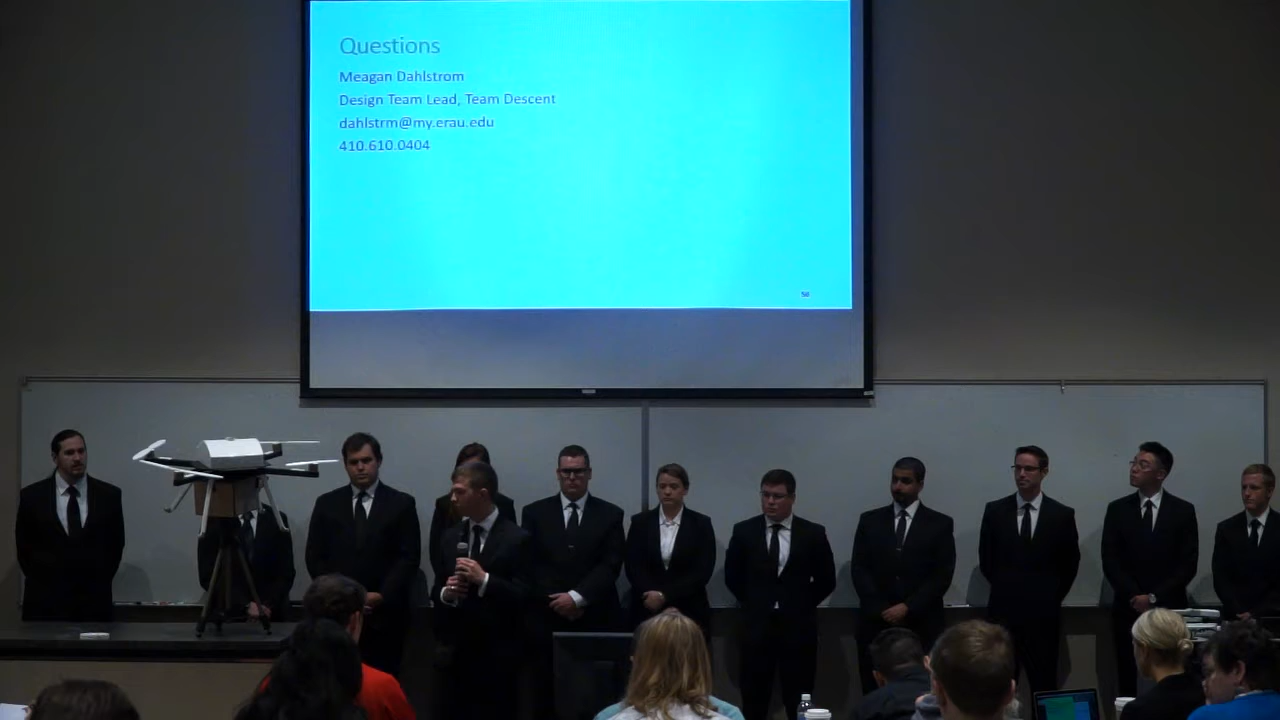 Questions
Meagan Dahlstrom
Design Team Lead, Team Descent
dahlstrm@my.erau.edu
410.610.0404